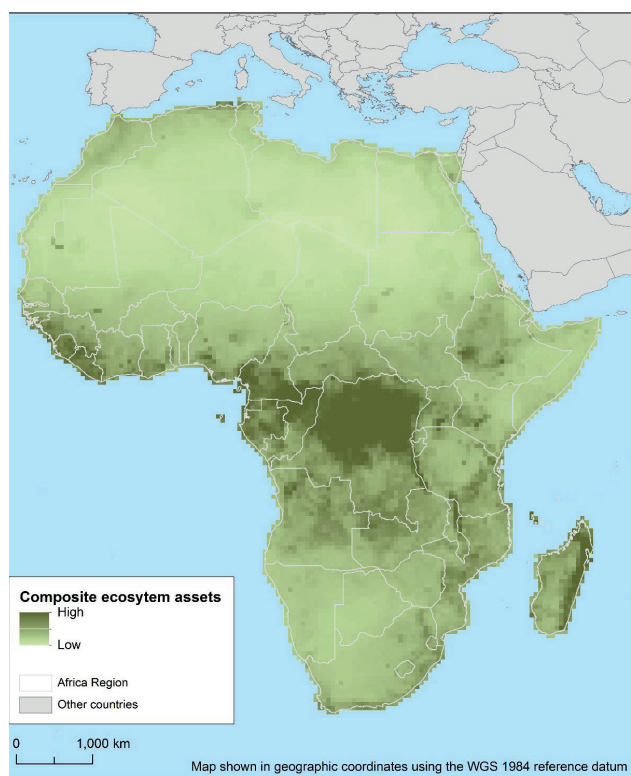 Composite ecosytem assets
High
Low
Africa Region
Other countries
0 1,000 km
Map shown in geographic coordinates using the WGS 1984 reference datum